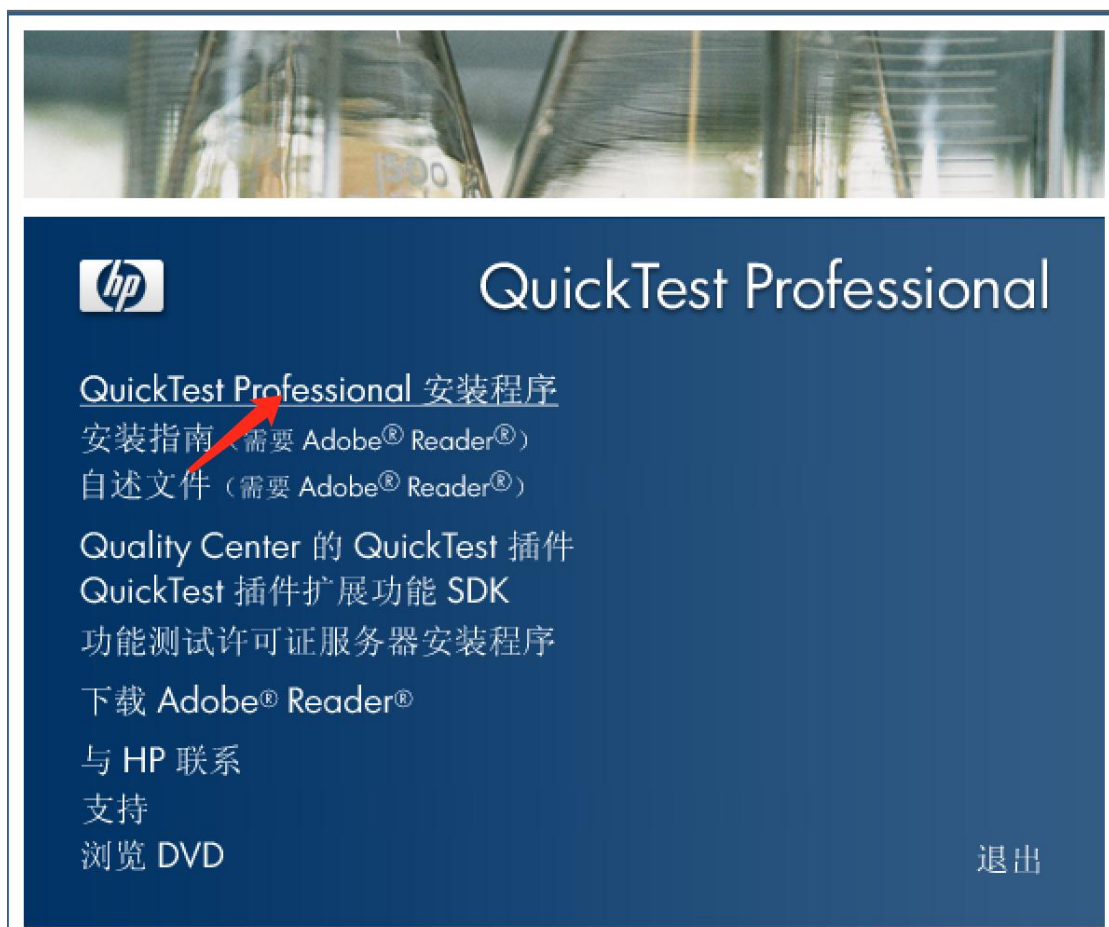 500
hp
QuickTest Professional
QuickTest Professional 安装程序
安装指南（需要 Adobe® Reader®）
自述文件（需要 Adobe® Reader®）
Quality Center 的 QuickTest 插件
QuickTest 插件扩展功能 SDK
功能测试许可证服务器安装程序
下载 Adobe® Reader®
与 HP 联系
支持
浏览 DVD
退出